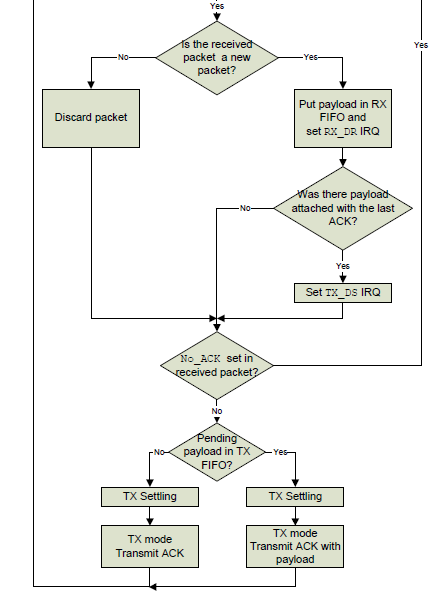 Yes
Yes
Is the received
packet a new
packet?
No
Yes
Discard packet
Put payload in RX
FIFO and
set RX_DR IRQ
Was there payload
attached with the last
ACK?
No
Yes
Set TX_DS IRQ
No_ACK set in
received packet?
No
Pending
payload in TX
FIFO?
No
Yes
TX Settling
TX Settling
TX mode
Transmit ACK
TX mode
Transmit ACK with
payload